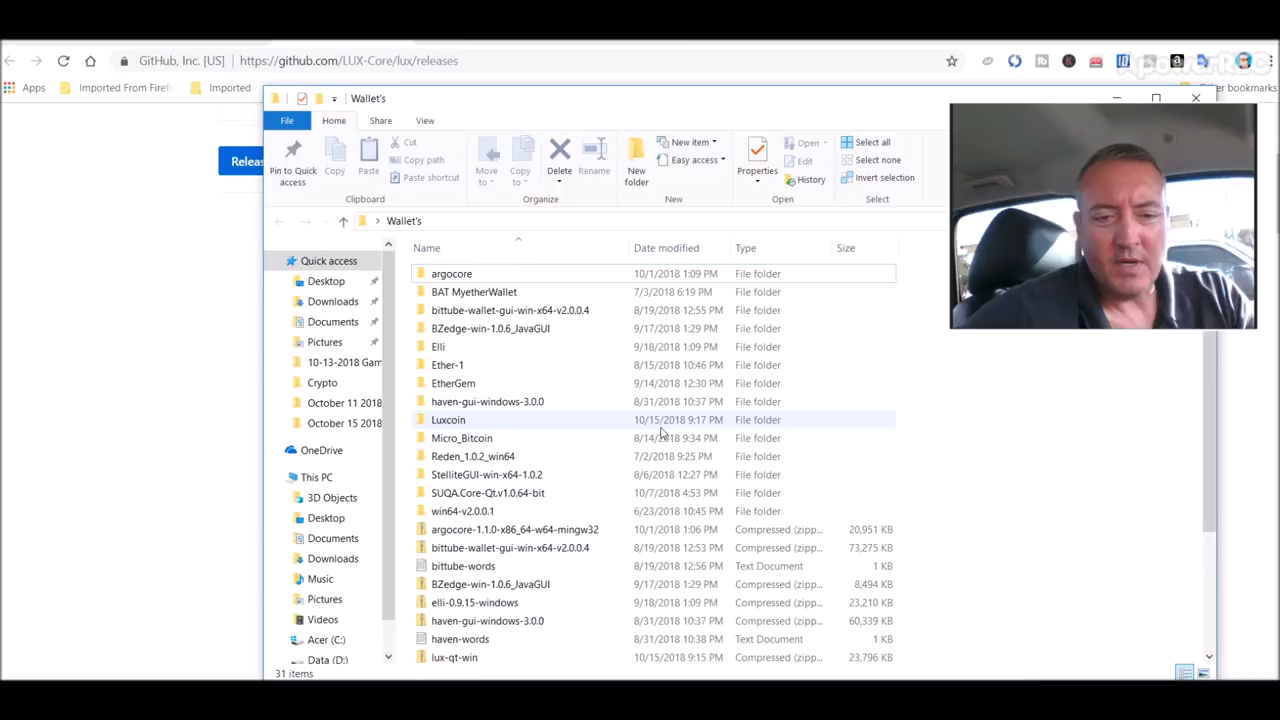 GitHub, Inc. [US]
https://github.com/LUX-Core/lux/releases
ApowerREC
Apps
Imported From Firef
Imported
er bookmarks
Releas
Wallet's
File
Home
Share
View
Pin to Quick
access
Copy
Paste
Cut
Copy path
Paste shortcut
Clipboard
Move
to
Copy
to
Delete
Rename
Organize
New
folder
New item
Easy access
New
Properties
Open
Edit
History
Open
Select all
Select none
Invert selection
Select
Wallet's
Name Date modified Type Size
Quick access
Desktop
Downloads
Documents
Pictures
10-13-2018 Gam
Crypto
October 11 2018
October 15 2018
OneDrive
This PC
3D Objects
Desktop
Documents
Downloads
Music
Pictures
Videos
Acer (C:)
Data (D:)
argocore 10/1/2018 1:09 PM File folder
BAT MyetherWallet 7/3/2018 6:19 PM File folder
bittube-wallet-gui-win-x64-v2.0.0.4 8/19/2018 12:55 PM File folder
BZedge-win-1.0.6_JavaGUI 9/17/2018 1:29 PM File folder
Elli 9/18/2018 1:09 PM File folder
Ether-1 8/15/2018 10:46 PM File folder
EtherGem 9/14/2018 12:30 PM File folder
haven-gui-windows-3.0.0 8/31/2018 10:37 PM File folder
Luxcoin 10/15/2018 9:17 PM File folder
Micro_Bitcoin 8/14/2018 9:34 PM File folder
Reden_1.0.2_win64 7/2/2018 9:25 PM File folder
StelliteGUI-win-x64-1.0.2 8/6/2018 12:27 PM File folder
SUQA.Core-Qt.v1.0.64-bit 10/7/2018 4:53 PM File folder
win64-v2.0.0.1 6/23/2018 10:45 PM File folder
argocore-1.1.0-x86_64-w64-mingw32 10/1/2018 1:06 PM Compressed (zipp... 20,951 KB
bittube-wallet-gui-win-x64-v2.0.0.4 8/19/2018 12:53 PM Compressed (zipp... 73,275 KB
bittube-words 8/19/2018 12:56 PM Text Document 1 KB
BZedge-win-1.0.6_JavaGUI 9/17/2018 1:29 PM Compressed (zipp... 8,494 KB
elli-0.9.15-windows 9/18/2018 1:09 PM Compressed (zipp... 23,210 KB
haven-gui-windows-3.0.0 8/31/2018 10:37 PM Compressed (zipp... 60,339 KB
haven-words 8/31/2018 10:38 PM Text Document 1 KB
lux-qt-win 10/15/2018 9:15 PM Compressed (zipp... 23,796 KB
31 items